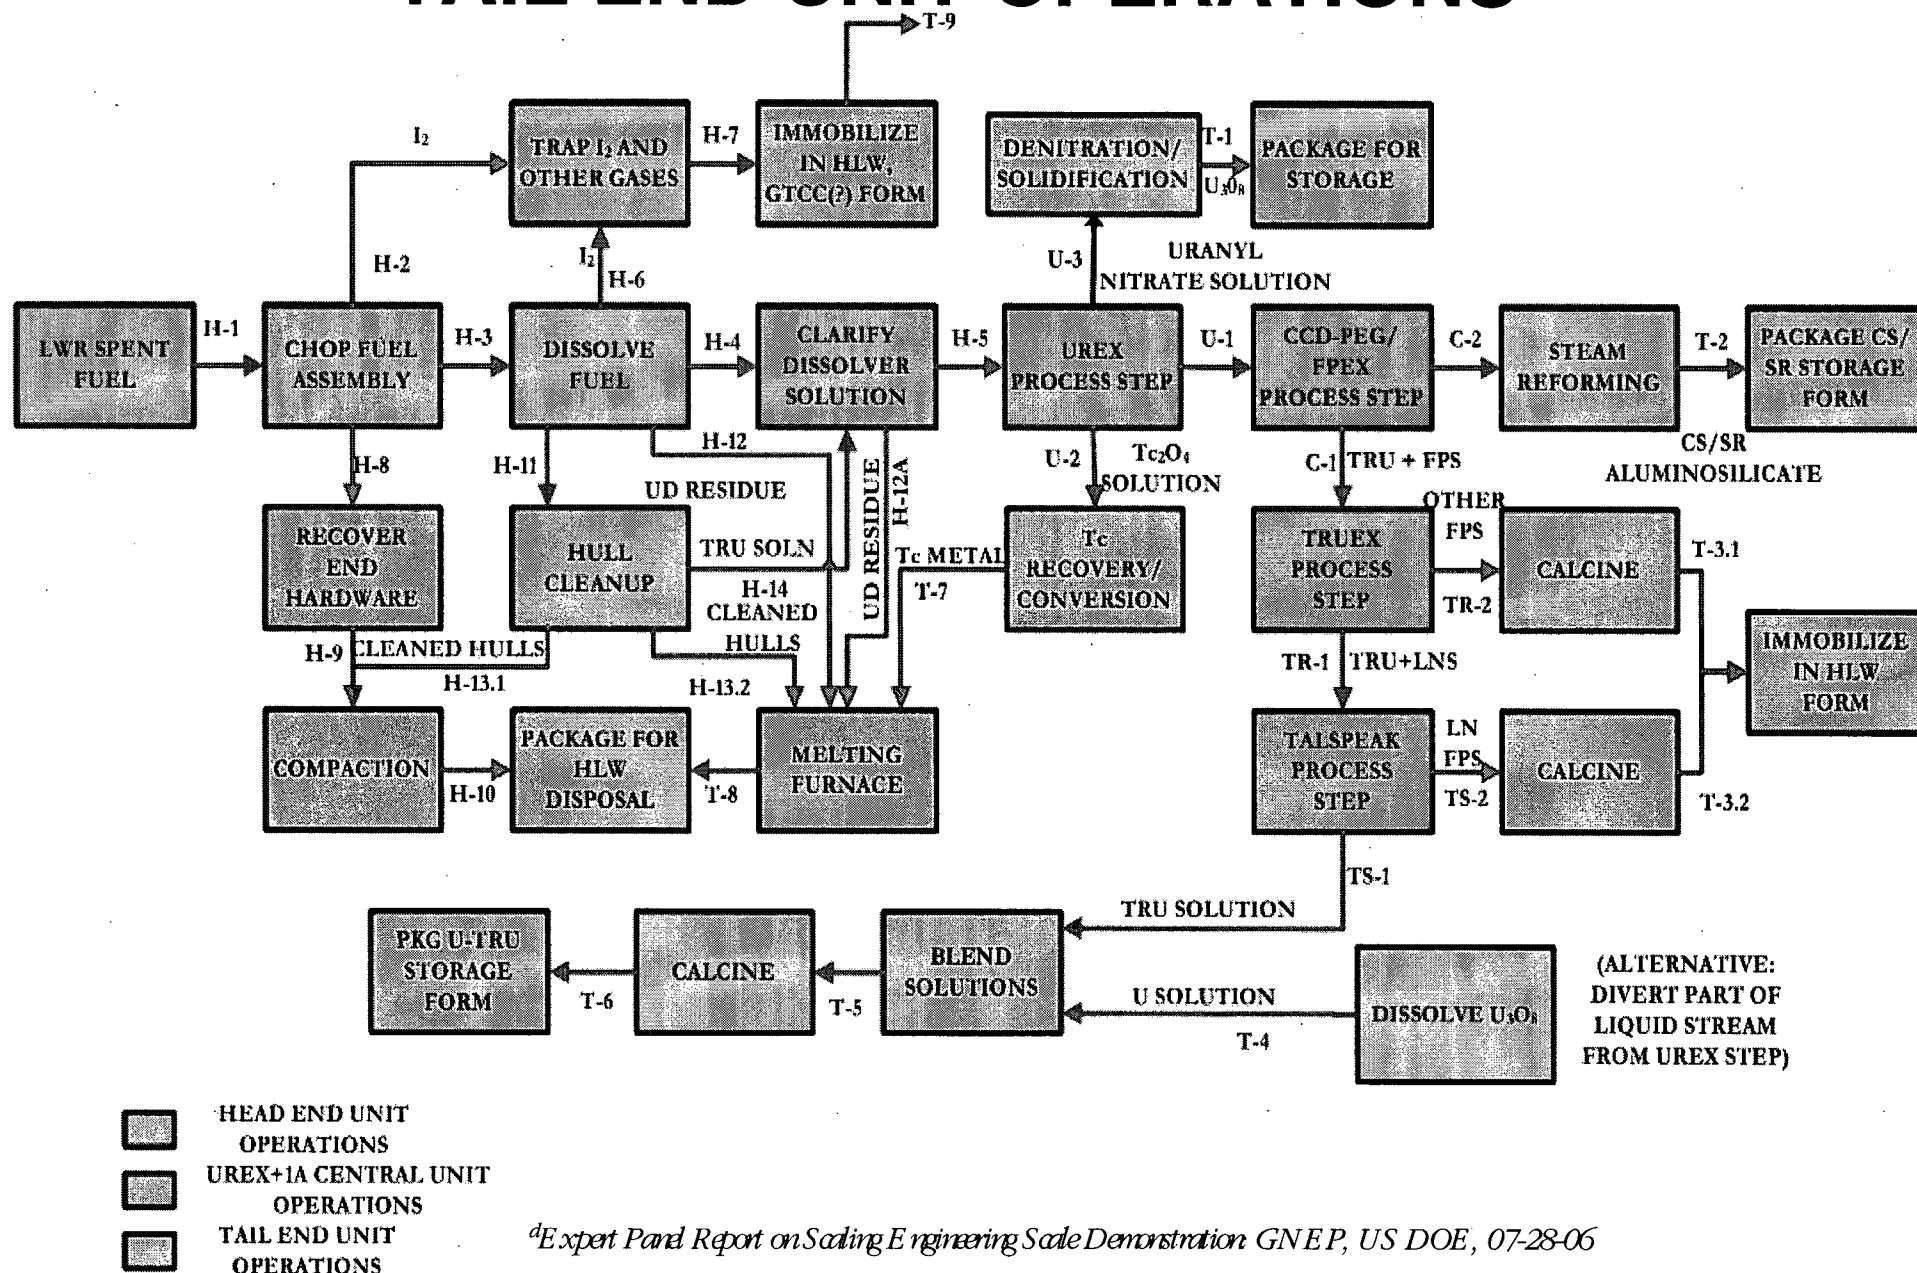 TAIL END UNIT OPERATIONS
T-9
I₂
TRAP I₂ AND
OTHER GASES
H-7
IMMOBILIZE
IN HLW,
GTCC(?) FORM
DENITRATION/
SOLIDIFICATION
T-1
U₃O₈
PACKAGE FOR
STORAGE
H-2
I₂
H-6
U-3
URANYL
NITRATE SOLUTION
LWR SPENT
FUEL
H-1
CHOP FUEL
ASSEMBLY
H-3
DISSOLVE
FUEL
H-4
CLARIFY
DISSOLVER
SOLUTION
H-5
UREX
PROCESS STEP
U-1
CCD-PEG/
FPEX
PROCESS STEP
C-2
STEAM
REFORMING
T-2
PACKAGE CS/
SR STORAGE
FORM
H-8
H-11
H-12
UD RESIDUE
UD RESIDUE
H-12A
U-2
Tc₂O₄
SOLUTION
C-1
TRU + FPS
CS/SR
ALUMINOSILICATE
RECOVER
END
HARDWARE
HULL
CLEANUP
TRU SOLN
H-14
CLEANED
HULLS
Tc METAL
T-7
Tc
RECOVERY/
CONVERSION
TRUEX
PROCESS
STEP
OTHER
FPS
TR-2
CALCINE
T-3.1
H-9
CLEANED HULLS
H-13.1
H-13.2
TR-1
TRU+LNS
IMMOBILIZE
IN HLW
FORM
COMPACTION
H-10
PACKAGE FOR
HLW
DISPOSAL
T-8
MELTING
FURNACE
TALSPEAK
PROCESS
STEP
LN
FPS
TS-2
CALCINE
T-3.2
TS-1
TRU SOLUTION
PKG U-TRU
STORAGE
FORM
T-6
CALCINE
T-5
BLEND
SOLUTIONS
U SOLUTION
T-4
DISSOLVE U₃O₈
(ALTERNATIVE:
DIVERT PART OF
LIQUID STREAM
FROM UREX STEP)
HEAD END UNIT
OPERATIONS
UREX+1A CENTRAL UNIT
OPERATIONS
TAIL END UNIT
OPERATIONS
ᵈExpert Panel Report on Scaling Engineering Scale Demonstration: GNEP, US DOE, 07-28-06